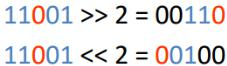 11001 >> 2 = 00110
11001 << 2 = 00100